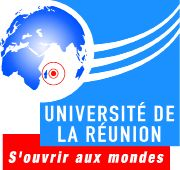 UNIVERSITÉ DE
LA RÉUNION
S'ouvrir aux mondes